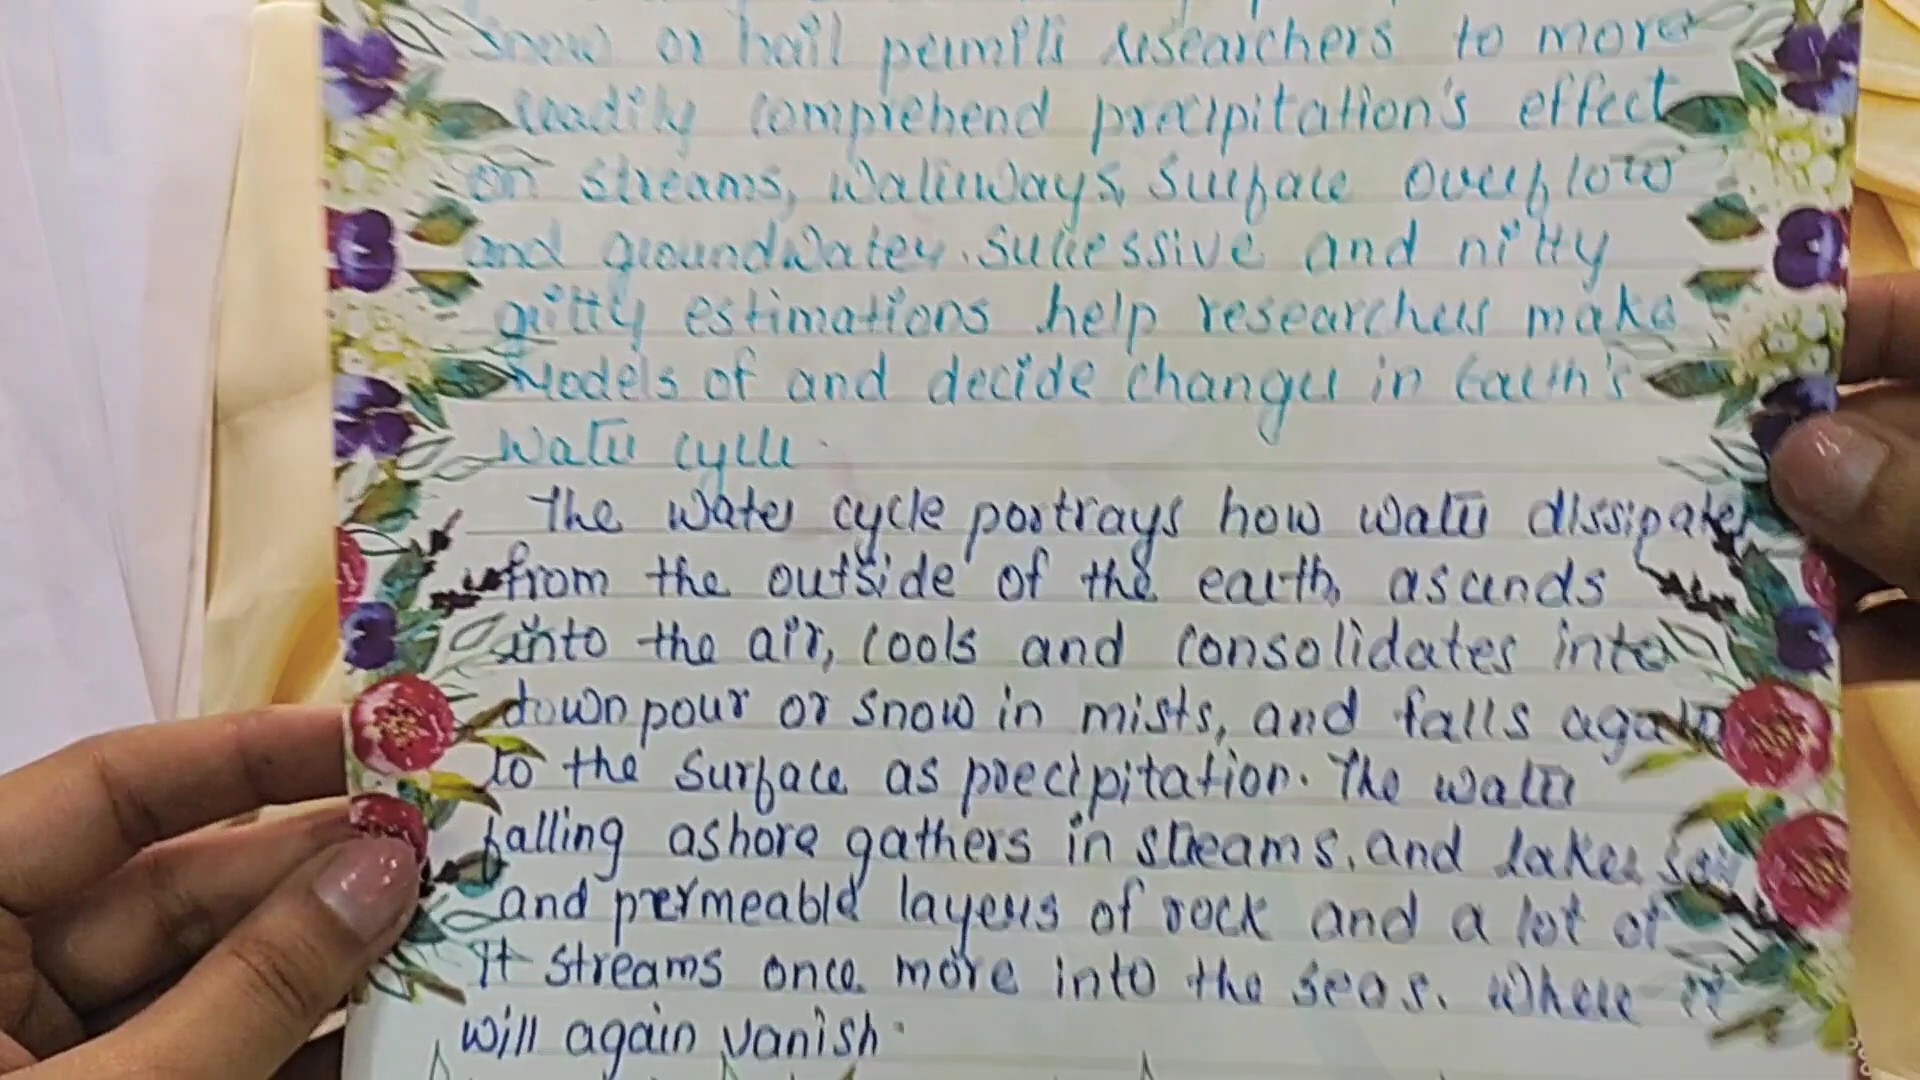 snow or hail permits researchers to more
readily comprehend precipitation's effect
on streams, waterways, surface overflow
and groundwater. Successive and nitty
gritty estimations help researchers make
Models of and decide changes in Earth's
water cycle.
The water cycle portrays how water dissipates
from the outside of the earth, ascends
into the air, cools and consolidates into
downpour or snow in mists, and falls again
to the surface as precipitation. The water
falling ashore gathers in streams, and lakes, soil
and permeable layers of rock and a lot of
It streams once more into the seas. Where it
will again vanish.